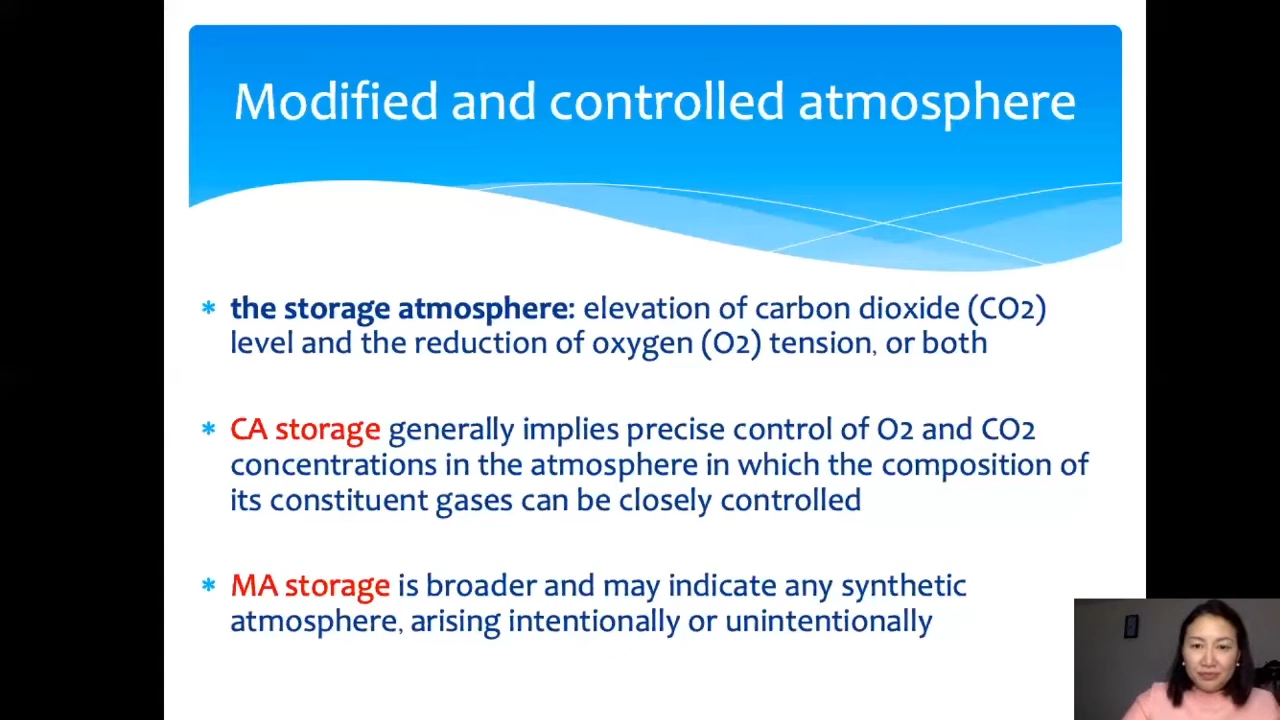 Modified and controlled atmosphere
* the storage atmosphere: elevation of carbon dioxide (CO2)
level and the reduction of oxygen (O2) tension, or both
* CA storage generally implies precise control of O2 and CO2
concentrations in the atmosphere in which the composition of
its constituent gases can be closely controlled
* MA storage is broader and may indicate any synthetic
atmosphere, arising intentionally or unintentionally